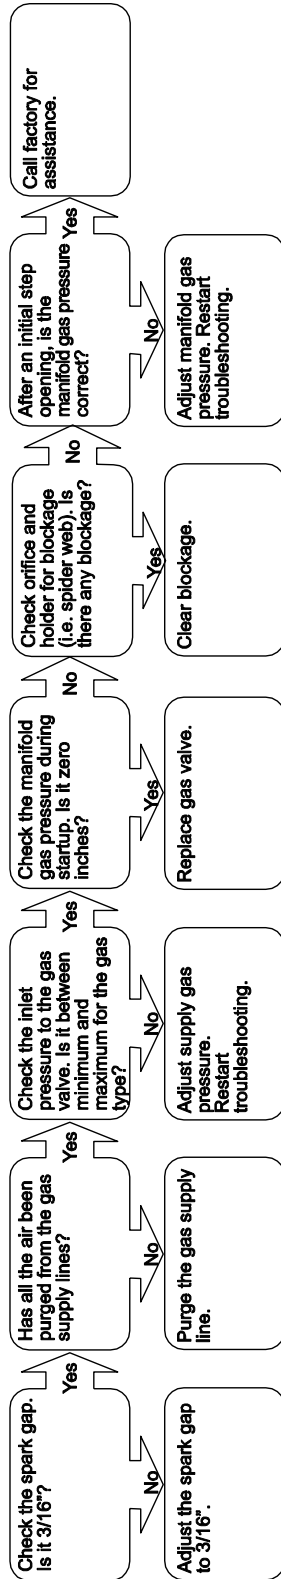 Check the spark gap.
Is it 3/16"?
Yes
No
Adjust the spark gap
to 3/16".
Has all the air been
purged from the gas
supply lines?
Yes
No
Purge the gas supply
line.
Check the inlet
pressure to the gas
valve. Is it between
minimum and
maximum for the gas
type?
Yes
No
Adjust supply gas
pressure.
Restart
troubleshooting.
Check the manifold
gas pressure during
startup. Is it zero
inches?
No
Yes
Replace gas valve.
Check orifice and
holder for blockage
(i.e. spider web). Is
there any blockage?
No
Yes
Clear blockage.
After an initial step
opening, is the
manifold gas pressure
correct?
Yes
No
Adjust manifold gas
pressure. Restart
troubleshooting.
Call factory for
assistance.